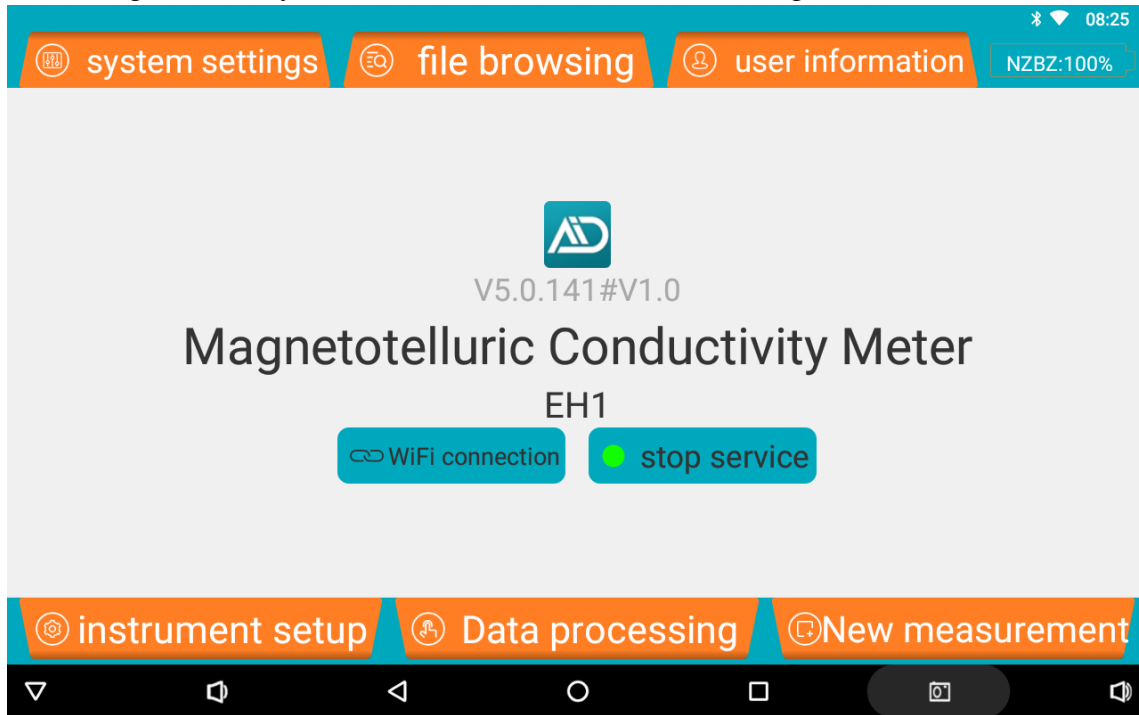 08:25
system settings
file browsing
user information
NZBZ:100%
V5.0.141#V1.0
Magnetotelluric Conductivity Meter
EH1
WiFi connection
stop service
instrument setup
Data processing
New measurement